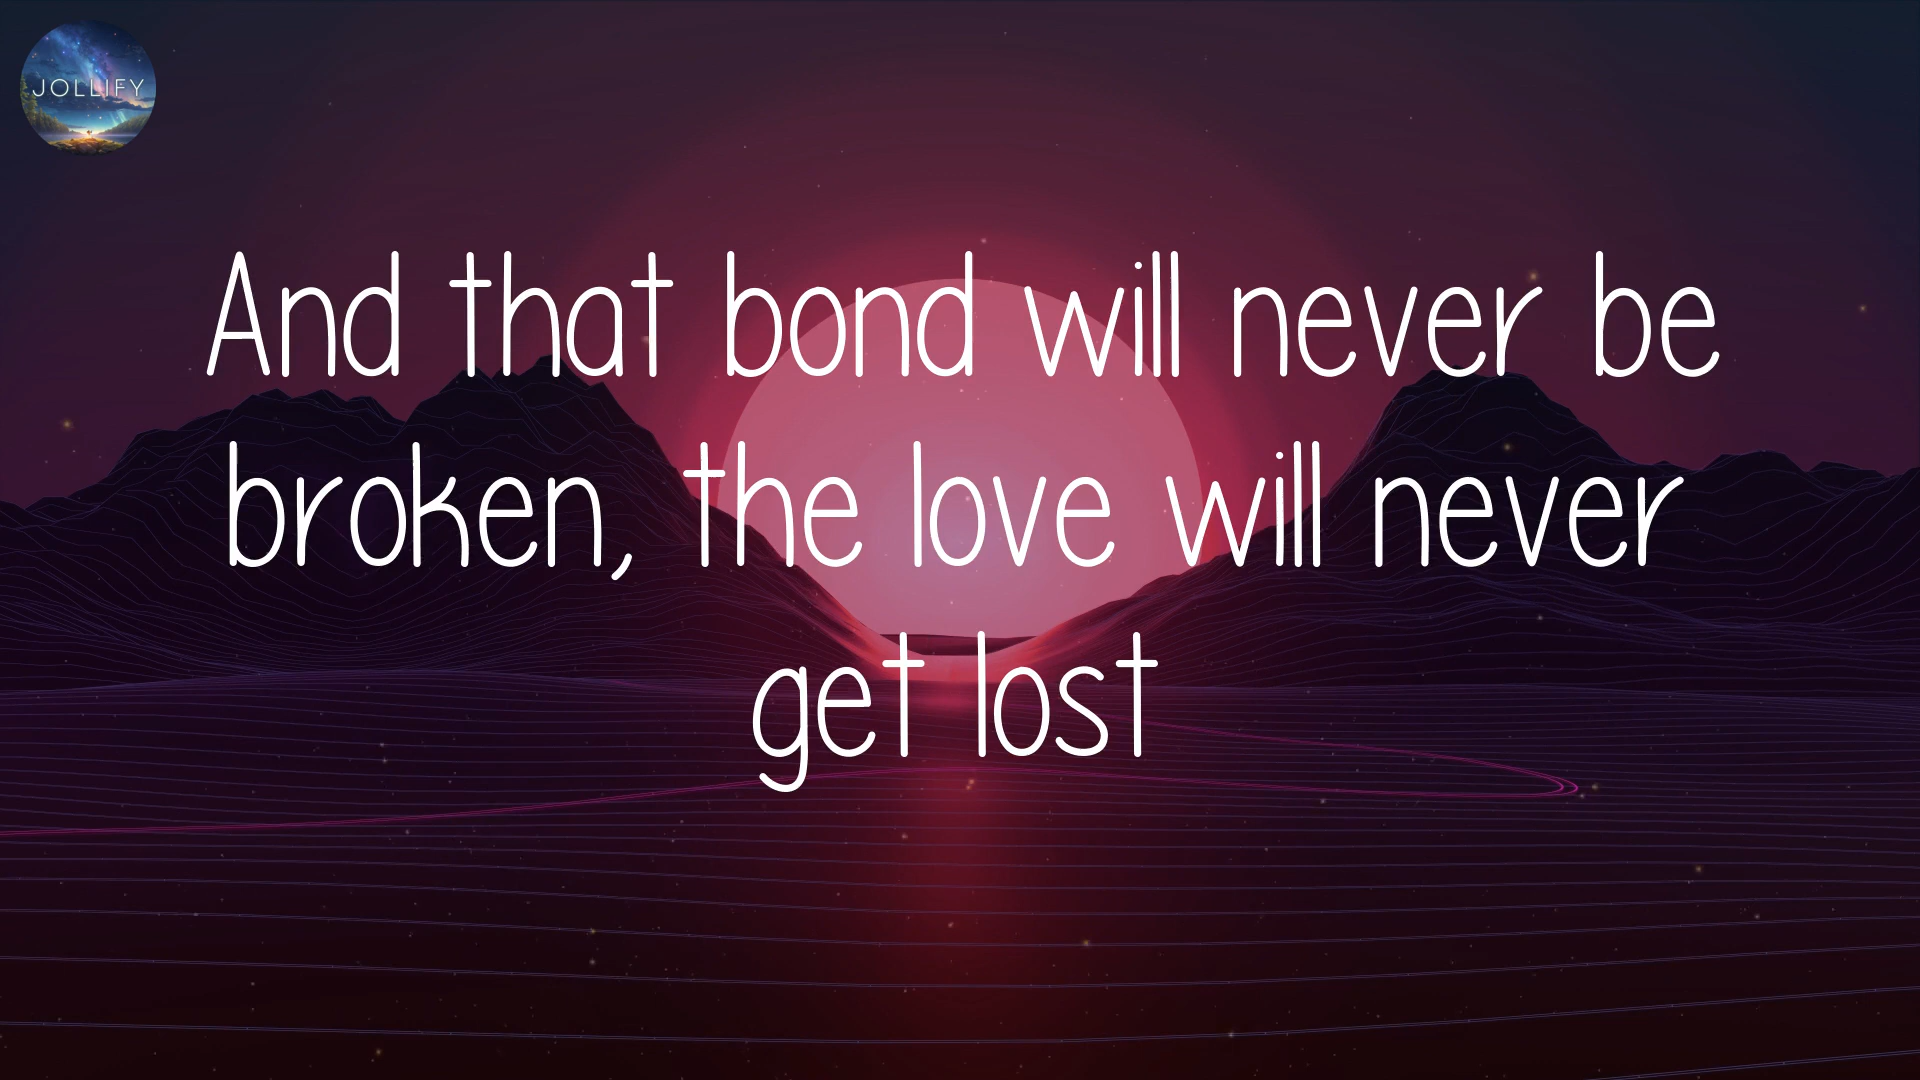 JOLLIFY
And that bond will never be
broken, the love will never
get lost